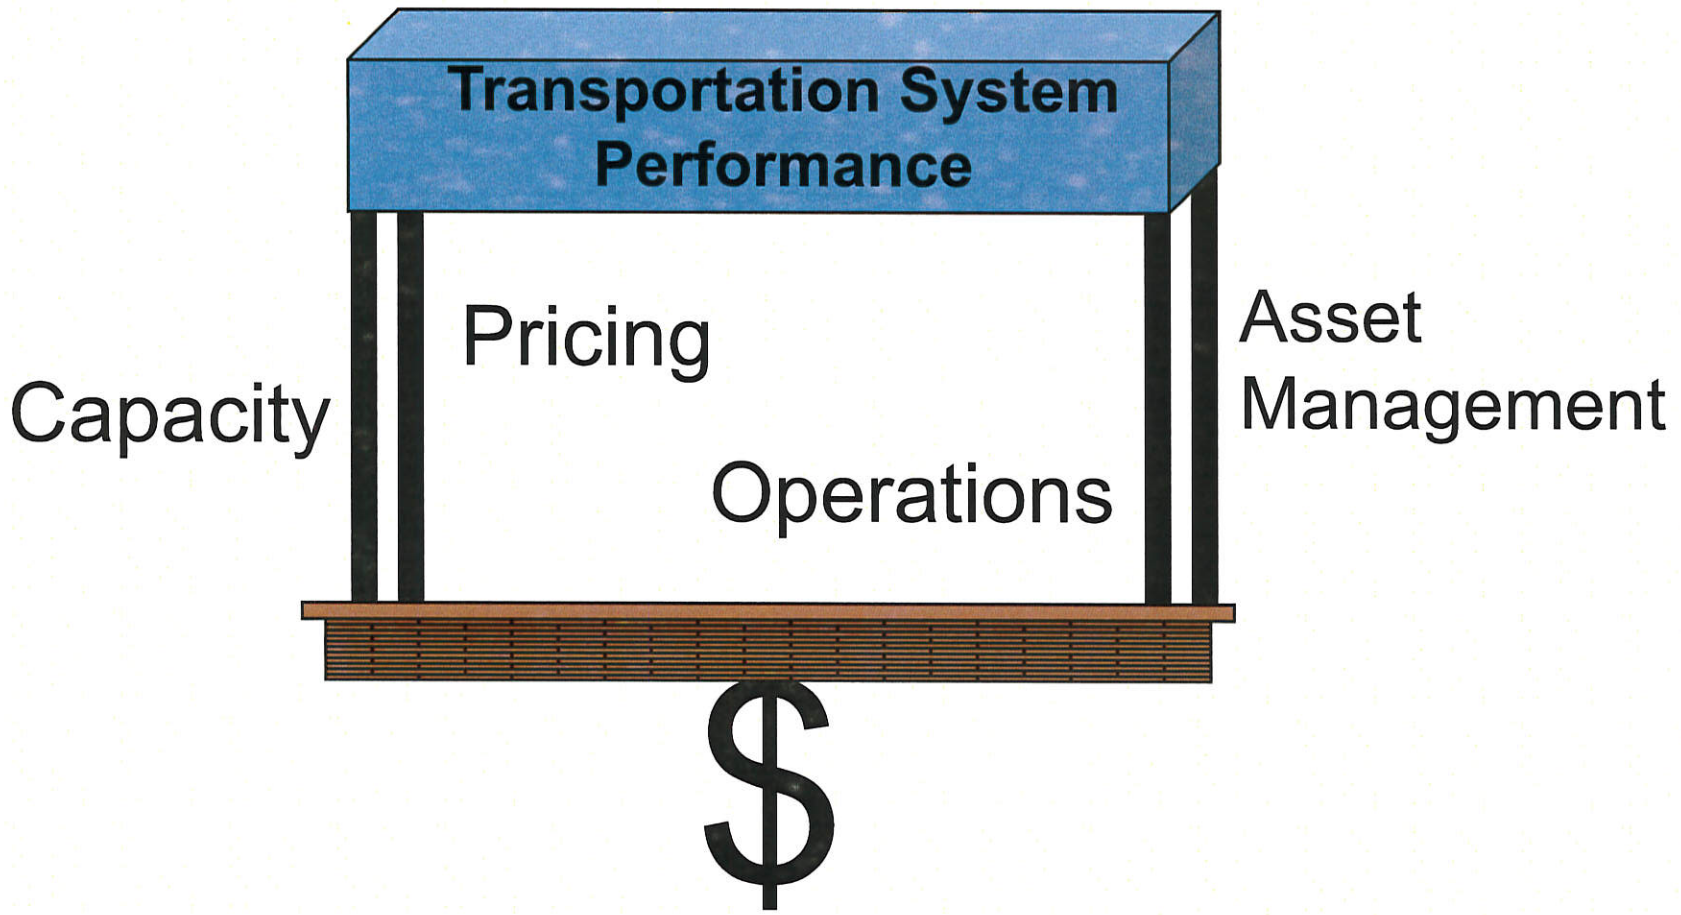 Transportation System
Performance
Pricing
Capacity
Operations
Asset
Management
$